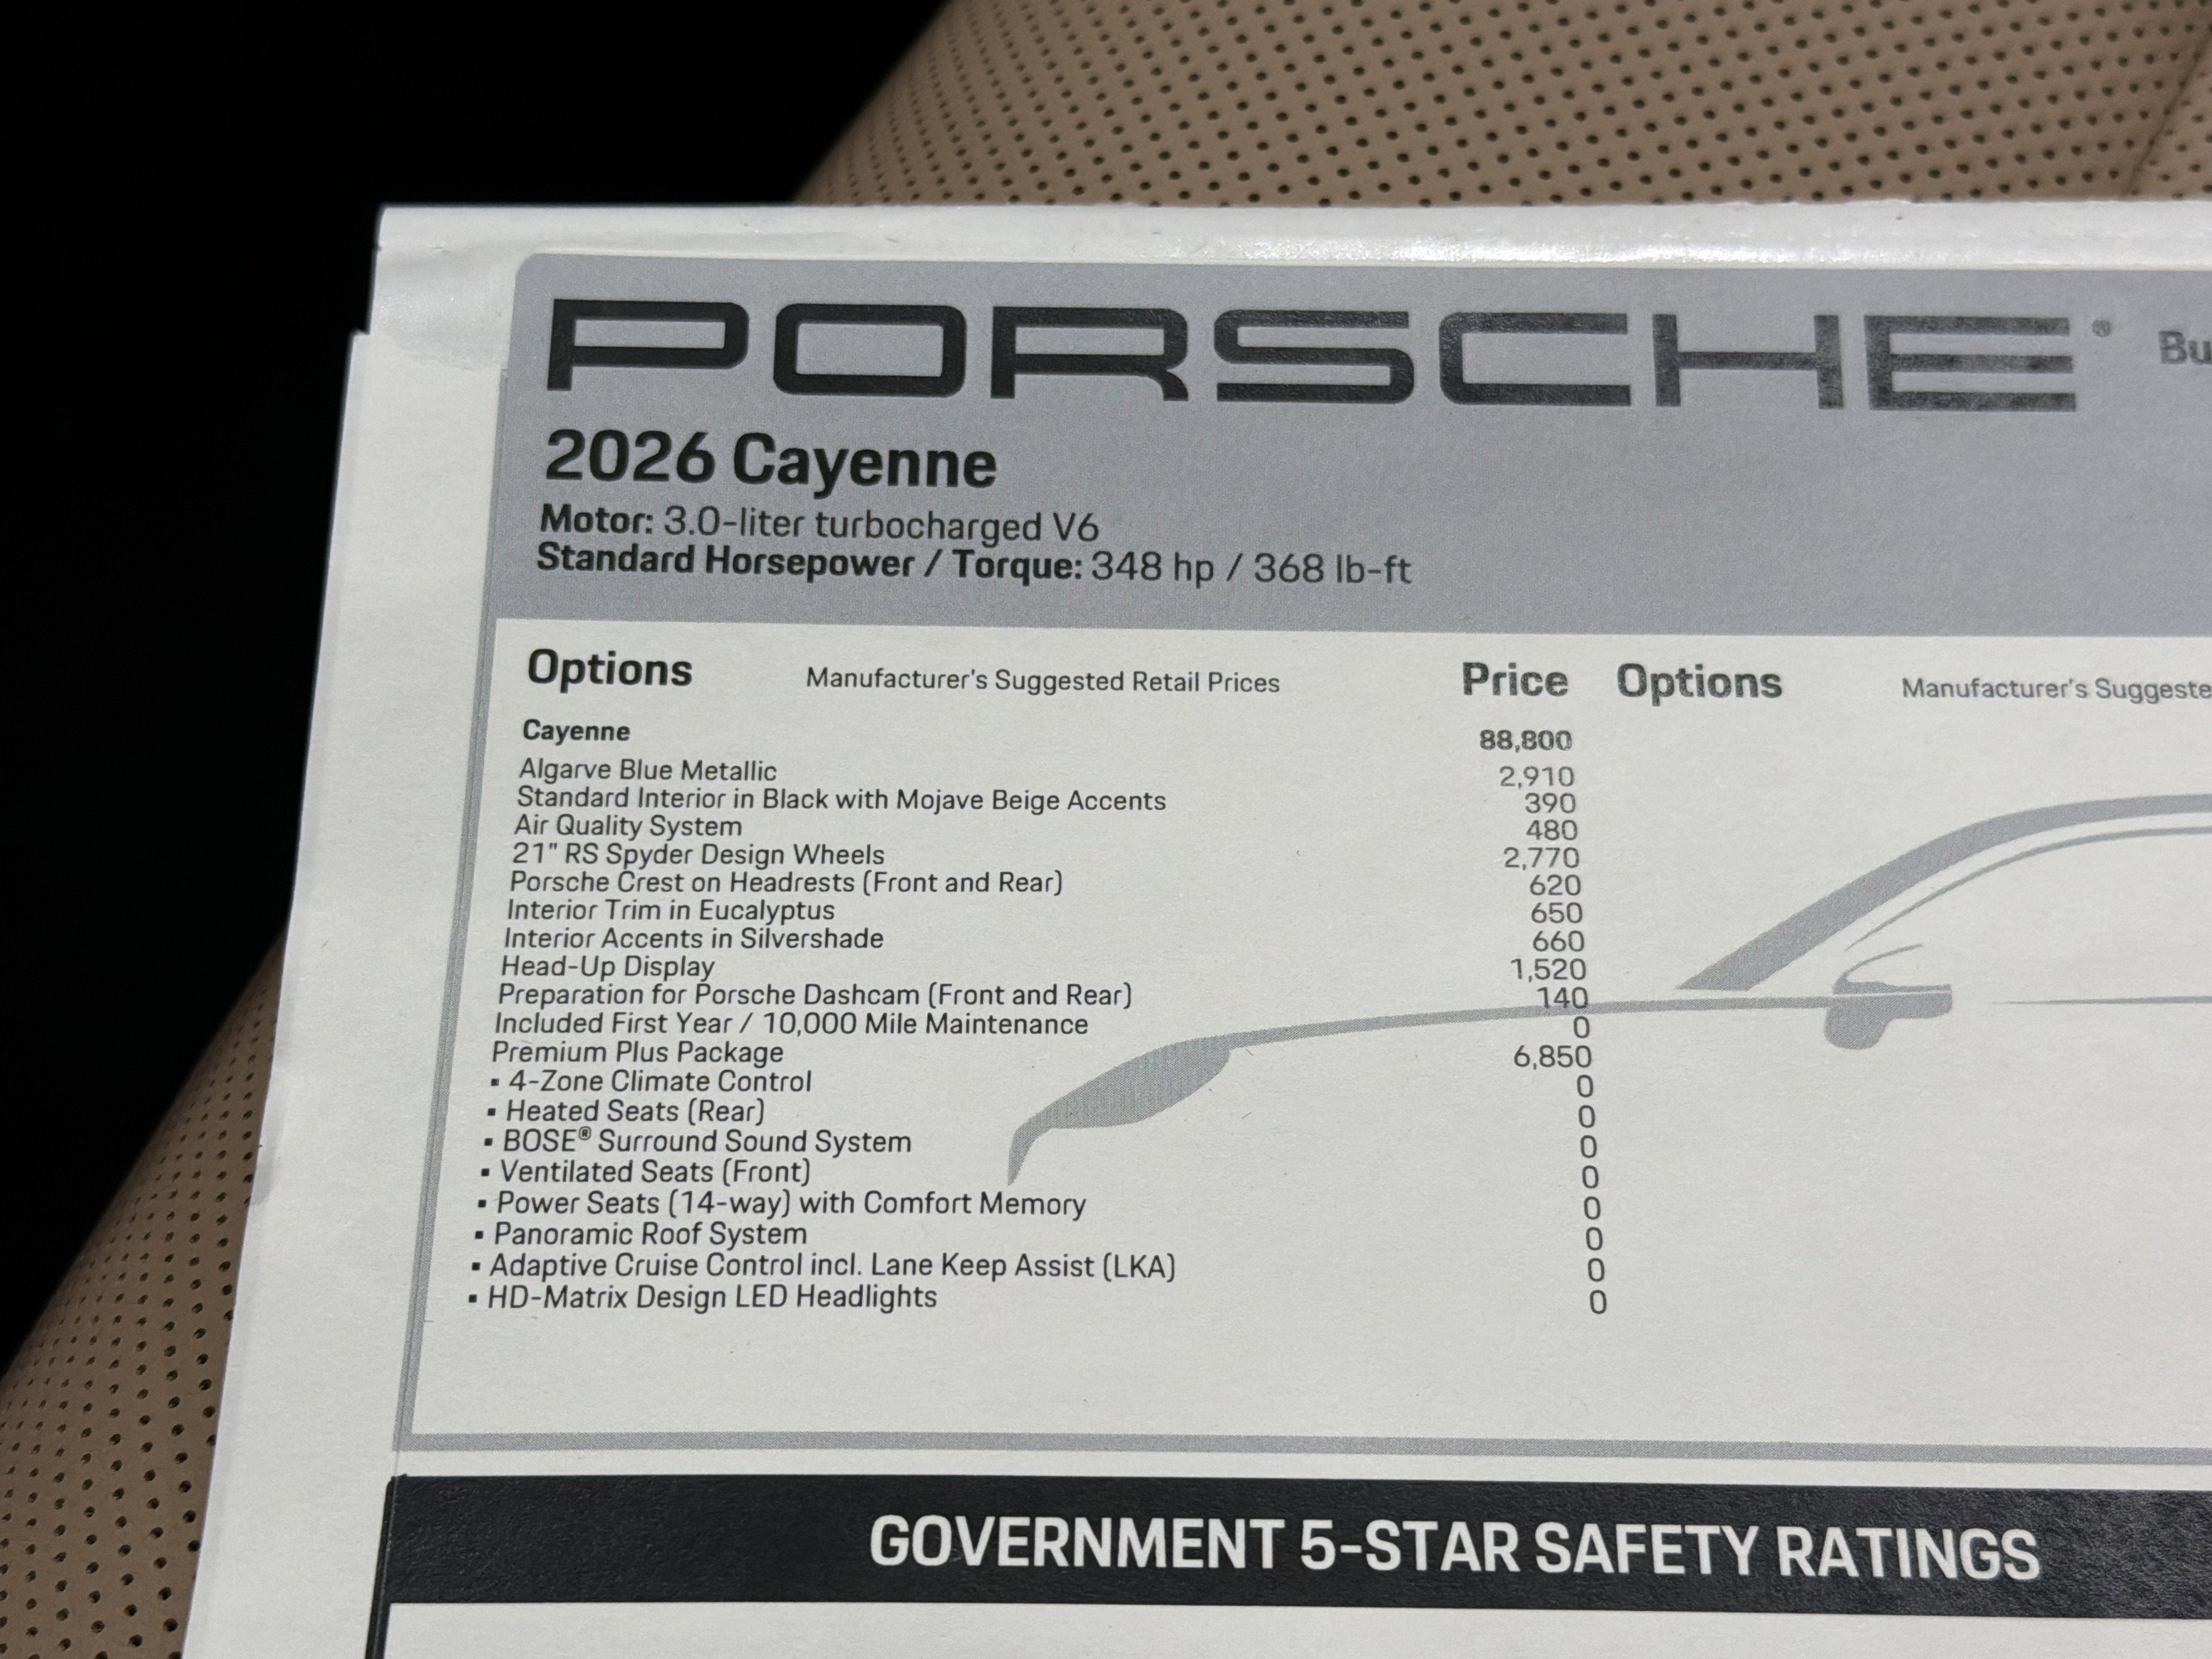 PORSCHE® Bu
2026 Cayenne
Motor: 3.0-liter turbocharged V6
Standard Horsepower / Torque: 348 hp / 368 lb-ft
Options Manufacturer's Suggested Retail Prices Price Options Manufacturer's Suggeste
Cayenne 88,800
Algarve Blue Metallic 2,910
Standard Interior in Black with Mojave Beige Accents 390
Air Quality System 480
21" RS Spyder Design Wheels 2,770
Porsche Crest on Headrests (Front and Rear) 620
Interior Trim in Eucalyptus 650
Interior Accents in Silvershade 660
Head-Up Display 1,520
Preparation for Porsche Dashcam (Front and Rear) 140
Included First Year / 10,000 Mile Maintenance 0
Premium Plus Package 6,850
▪ 4-Zone Climate Control 0
▪ Heated Seats (Rear) 0
▪ BOSE® Surround Sound System 0
▪ Ventilated Seats (Front) 0
▪ Power Seats (14-way) with Comfort Memory 0
▪ Panoramic Roof System 0
▪ Adaptive Cruise Control incl. Lane Keep Assist (LKA) 0
▪ HD-Matrix Design LED Headlights 0
GOVERNMENT 5-STAR SAFETY RATINGS